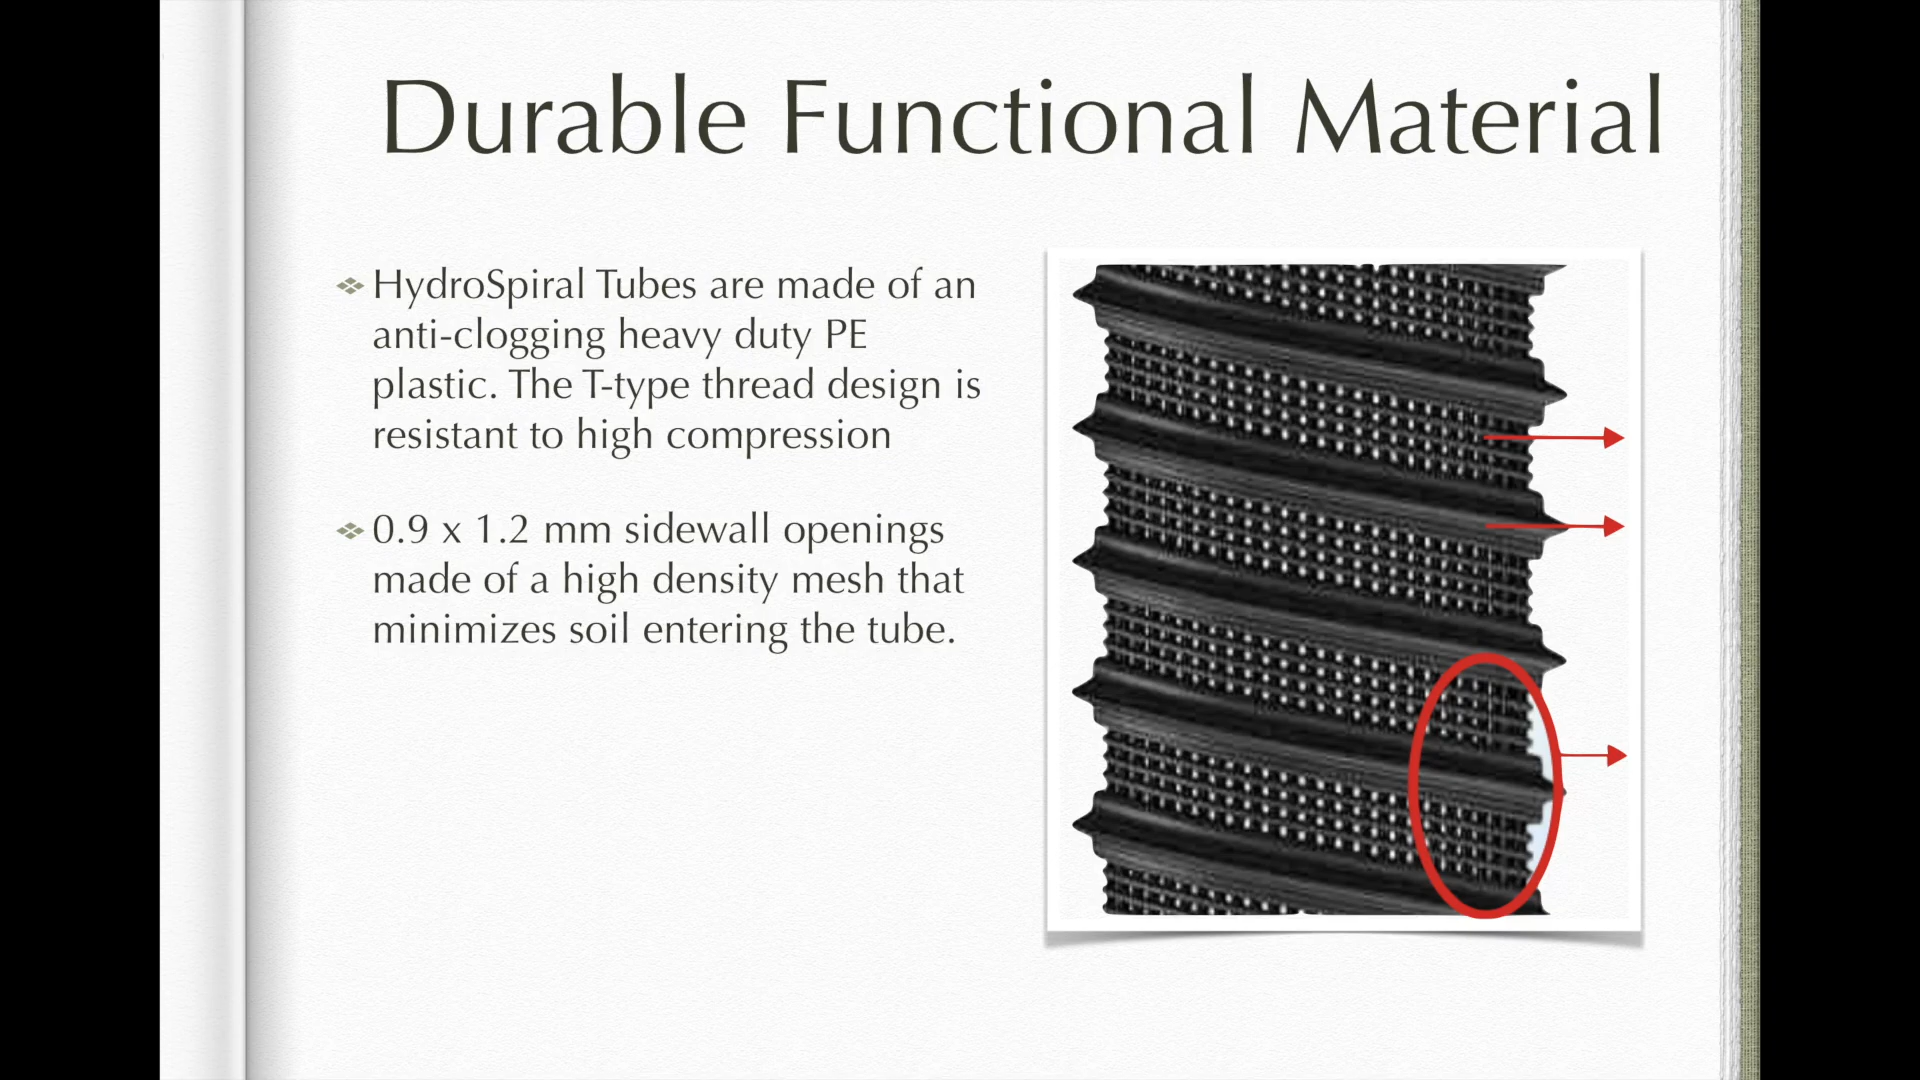 Durable Functional Material
HydroSpiral Tubes are made of an
anti-clogging heavy duty PE
plastic. The T-type thread design is
resistant to high compression
0.9 x 1.2 mm sidewall openings
made of a high density mesh that
minimizes soil entering the tube.